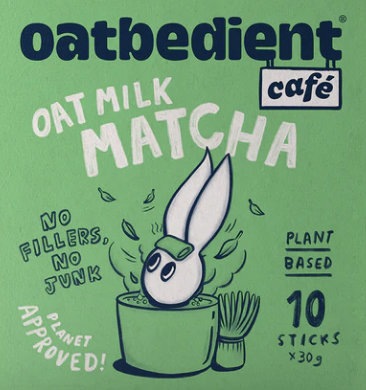 oatbedient®
café
OAT MILK
MATCHA
NO
FILLERS,
NO
JUNK
PLANT
BASED
10
STICKS
x30g
PLANET
APPROVED!